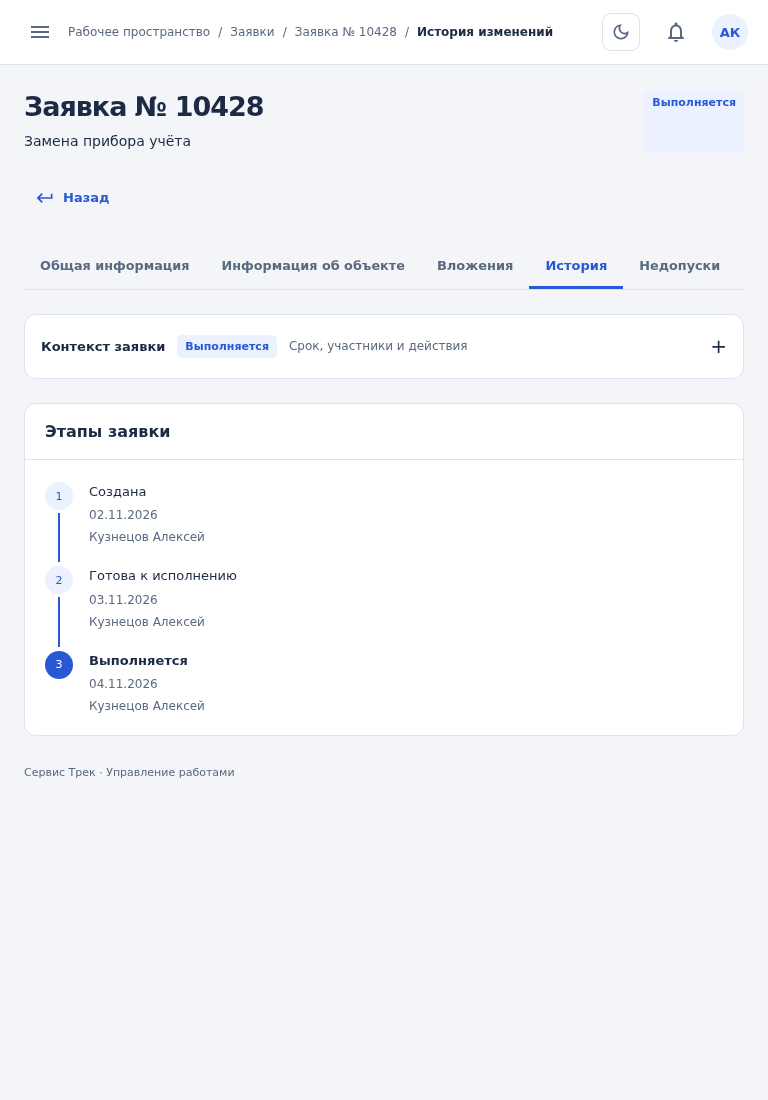 Рабочее пространство / Заявки / Заявка № 10428 / История изменений
АК
Заявка № 10428
Выполняется
Замена прибора учёта
Назад
Общая информация
Информация об объекте
Вложения
История
Недопуски
Контекст заявки
Выполняется
Срок, участники и действия
Этапы заявки
1
Создана
02.11.2026
Кузнецов Алексей
2
Готова к исполнению
03.11.2026
Кузнецов Алексей
3
Выполняется
04.11.2026
Кузнецов Алексей
Сервис Трек · Управление работами